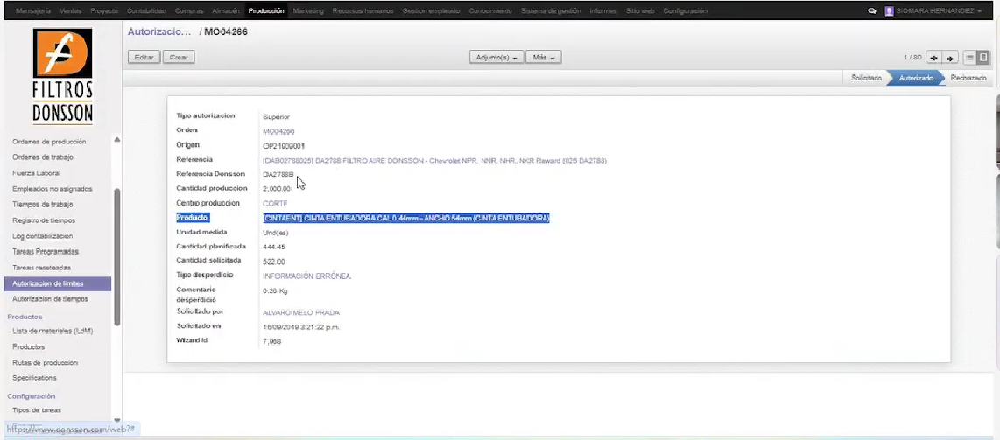 Mensajería Ventas Proyecto Contabilidad Compras Almacén Producción Marketing Recursos humanos Gestion empleado Conocimiento Sistema de gestión Informes Sitio web Configuración SIOMARA HERNANDEZ
Autorizacio... / MO04266
Editar Crear Adjunto(s) Más 1 / 80
Solicitado Autorizado Rechazado
FILTROS
DONSSON
Ordenes de producción
Ordenes de trabajo
Fuerza Laboral
Empleados no asignados
Tiempos de trabajo
Registro de tiempos
Log contabilizacion
Tareas Programadas
Tareas reseteadas
Autorizacion de limites
Autorizacion de tiempos
Productos
Lista de materiales (LdM)
Productos
Rutas de producción
Specifications
Configuración
Tipos de tareas
https://www.donsson.com/web?#
Tipo autorizacion Superior
Orden MO04266
Origen OP21909001
Referencia [DAB02788025] DA2788 FILTRO AIRE DONSSON - Chevrolet NPR, NNR, NHR, NKR Reward (025 DA2788)
Referencia Donsson DA2788B
Cantidad produccion 2,000.00
Centro produccion CORTE
Producto [CINTAENT] CINTA ENTUBADORA CAL 0.44mm - ANCHO 54mm (CINTA ENTUBADORA)
Unidad medida Und(es)
Cantidad planificada 444.45
Cantidad solicitada 522.00
Tipo desperdicio INFORMACIÓN ERRÓNEA.
Comentario desperdicio 0.26 Kg
Solicitado por ALVARO MELO PRADA
Solicitado en 16/09/2019 3:21:22 p.m.
Wizard id 7,968